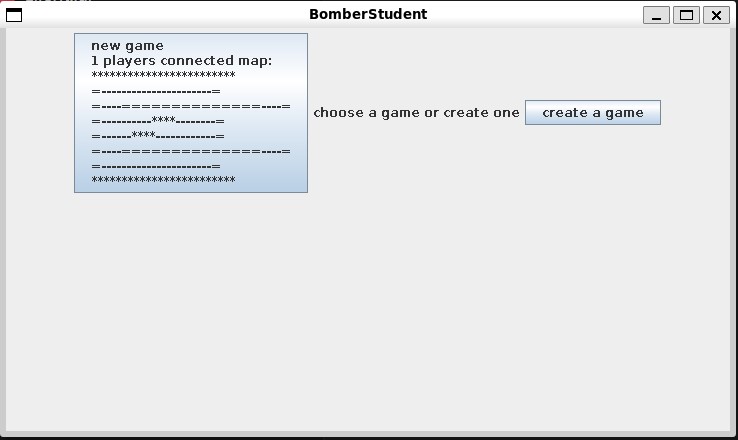 BomberStudent
new game
1 players connected map:
************************
=----------------------=
=----==============----=
=----------****--------=
=------****------------=
=----==============----=
=----------------------=
************************
choose a game or create one
create a game